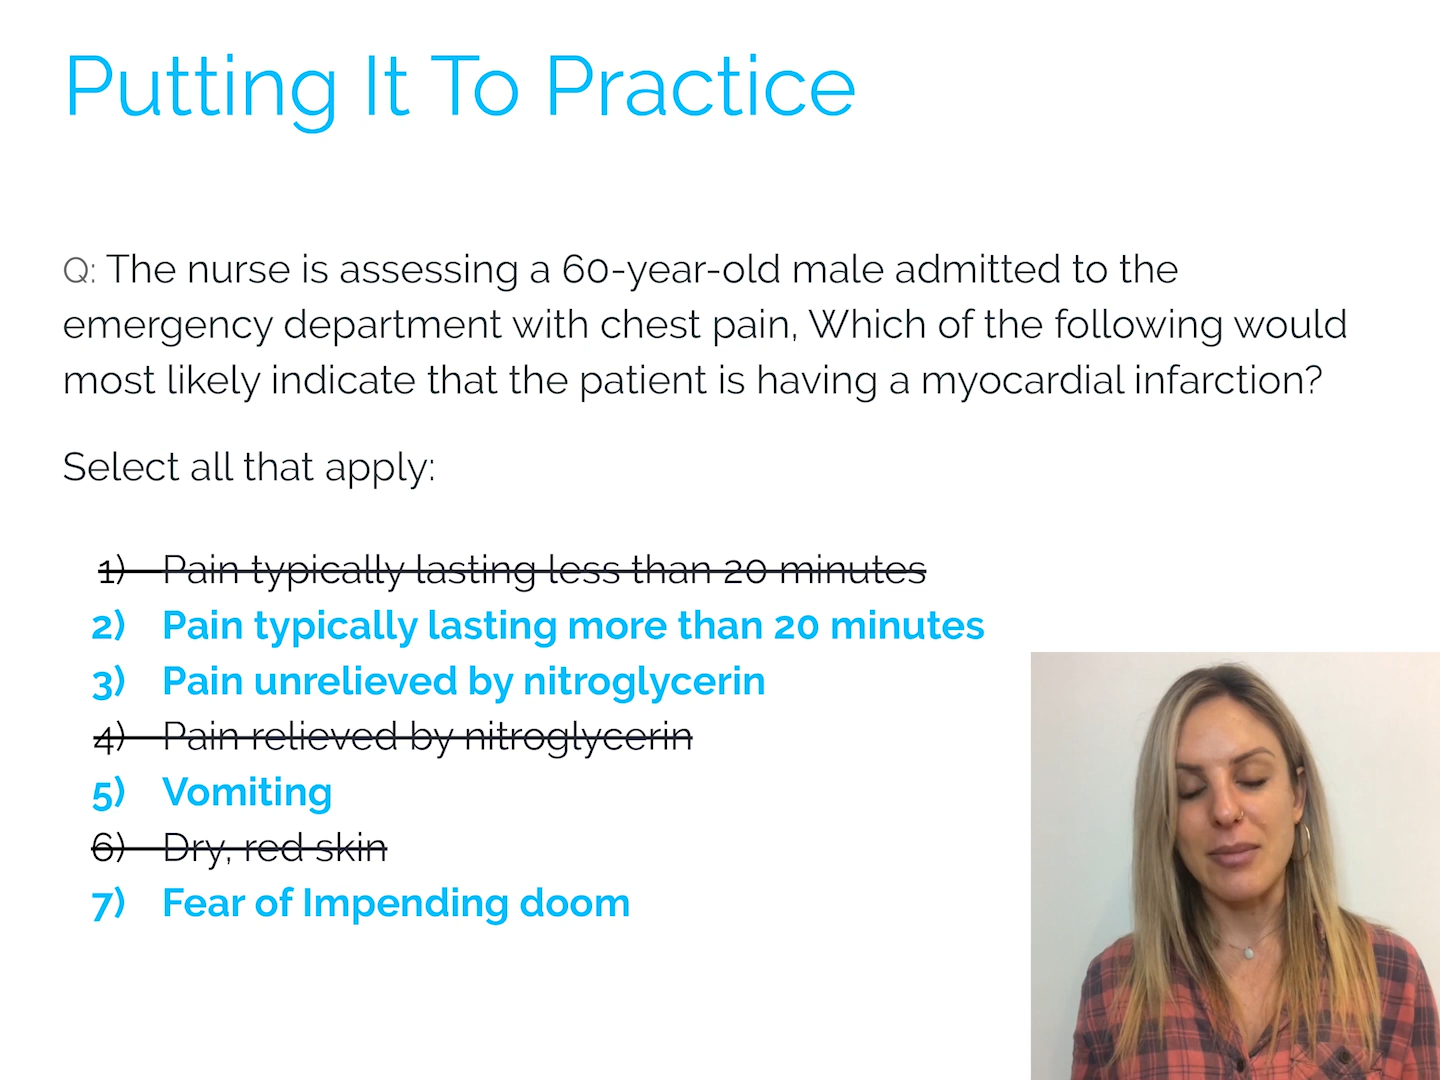 Putting It To Practice
Q: The nurse is assessing a 60-year-old male admitted to the
emergency department with chest pain, Which of the following would
most likely indicate that the patient is having a myocardial infarction?
Select all that apply:
1) Pain typically lasting less than 20 minutes
2) Pain typically lasting more than 20 minutes
3) Pain unrelieved by nitroglycerin
4) Pain relieved by nitroglycerin
5) Vomiting
6) Dry, red skin
7) Fear of Impending doom